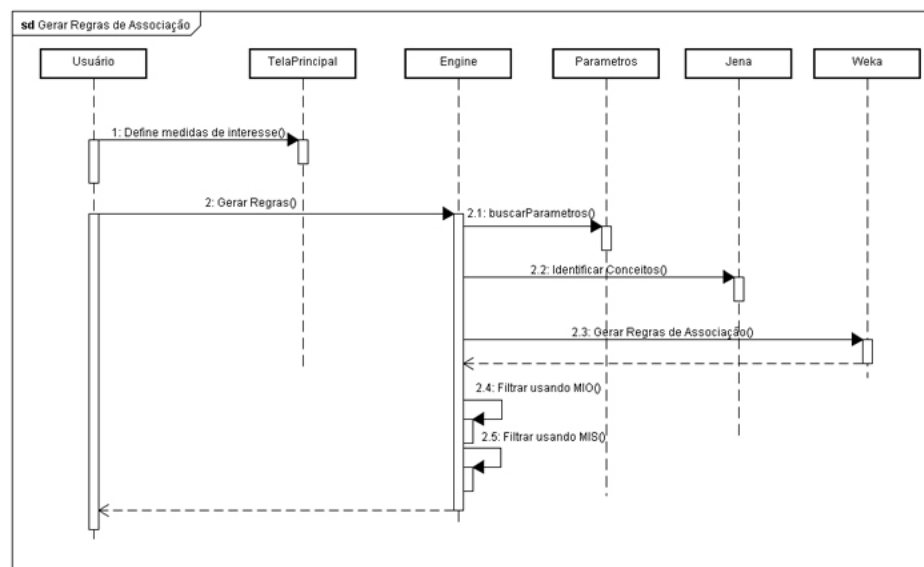 sd Gerar Regras de Associação
Usuário
TelaPrincipal
Engine
Parametros
Jena
Weka
1: Define medidas de interesse()
2: Gerar Regras()
2.1: buscarParametros()
2.2: Identificar Conceitos()
2.3: Gerar Regras de Associação()
2.4: Filtrar usando MIO()
2.5: Filtrar usando MIS()